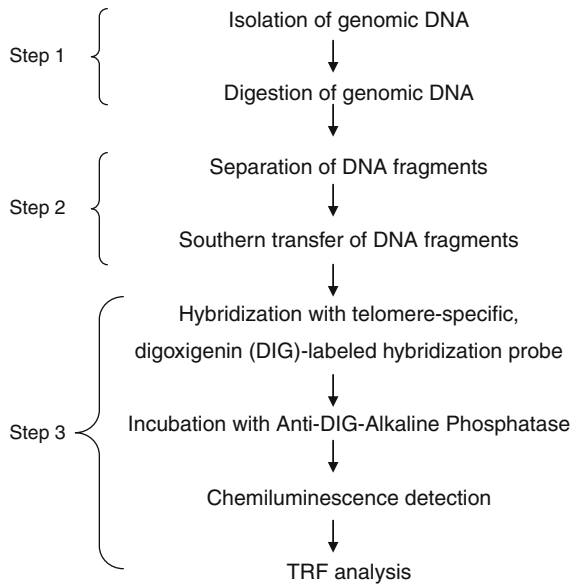 Isolation of genomic DNA
Step 1
Digestion of genomic DNA
Separation of DNA fragments
Step 2
Southern transfer of DNA fragments
Hybridization with telomere-specific,
digoxigenin (DIG)-labeled hybridization probe
Step 3
Incubation with Anti-DIG-Alkaline Phosphatase
Chemiluminescence detection
TRF analysis